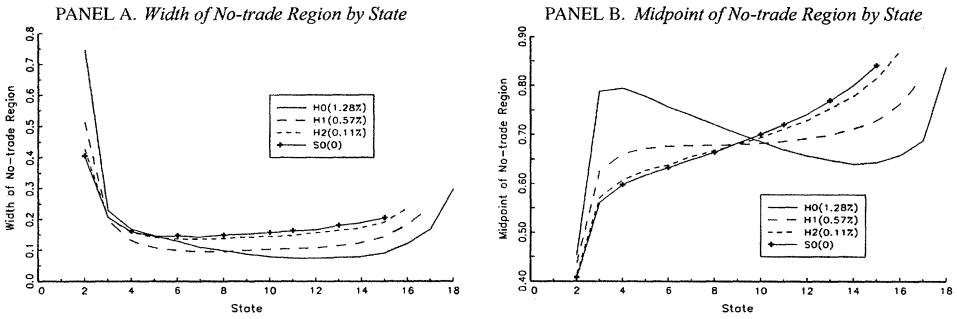 PANEL A. Width of No-trade Region by State
Width of No-trade Region
0.8
0.7
0.6
0.5
0.4
0.3
0.2
0.1
0.0
H0(1.28%)
H1(0.57%)
H2(0.11%)
S0(0)
0 2 4 6 8 10 12 14 16 18
State
PANEL B. Midpoint of No-trade Region by State
Midpoint of No-trade Region
0.90
0.80
0.70
0.60
0.50
0.40
H0(1.28%)
H1(0.57%)
H2(0.11%)
S0(0)
0 2 4 6 8 10 12 14 16 18
State